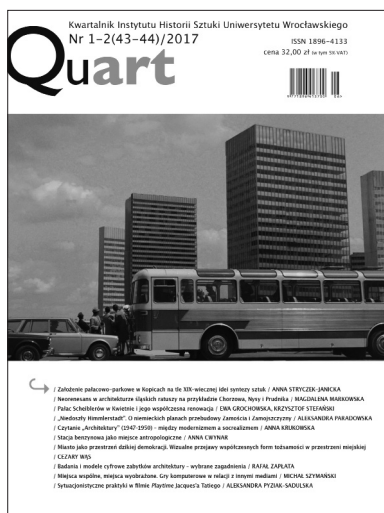 Kwartalnik Instytutu Historii Sztuki Uniwersytetu Wrocławskiego
Nr 1-2(43-44)/2017
ISSN 1896-4133
cena 32,00 zł (w tym 5% VAT)
Quart
/ Założenie pałacowo-parkowe w Kopicach na tle XIX-wiecznej idei syntezy sztuk / ANNA STRYCZEK-JANICKA
/ Neorenesans w architekturze śląskich ratuszy na przykładzie Chorzowa, Nysy i Prudnika / MAGDALENA MARKOWSKA
/ Pałac Scheiblerów w Kwietnie i jego współczesna renowacja / EWA GROCHOWSKA, KRZYSZTOF STEFAŃSKI
/ „Niedoszły Himmlerstadt”. O niemieckich planach przebudowy Zamościa i Zamojszczyzny / ALEKSANDRA PARADOWSKA
/ Czytanie „Architektury” (1947-1950) – między modernizmem a socrealizmem / ANNA KRUKOWSKA
/ Stacja benzynowa jako miejsce antropologiczne / ANNA CWYNAR
/ Miasto jako przestrzeń dzikiej demokracji. Wizualne przejawy współczesnych form tożsamości w przestrzeni miejskiej
/ CEZARY WĄS
/ Badania i modele cyfrowe zabytków architektury – wybrane zagadnienia / RAFAŁ ZAPŁATA
/ Miejsca wspólne, miejsca wyobrażone. Gry komputerowe w relacji z innymi mediami / MICHAŁ SZYMAŃSKI
/ Sytuacjonistyczne praktyki w filmie Playtime Jacques'a Tatiego / ALEKSANDRA PYZIAK-SADULSKA